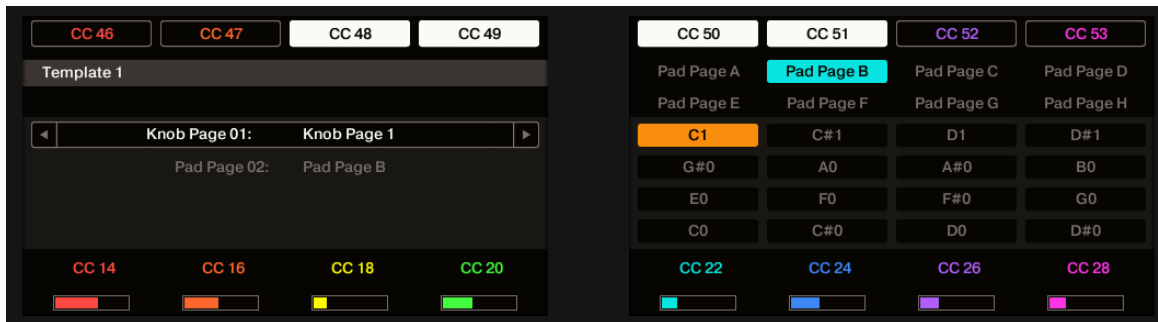 CC 46 CC 47 CC 48 CC 49
Template 1
Knob Page 01: Knob Page 1
Pad Page 02: Pad Page B
CC 14 CC 16 CC 18 CC 20
CC 50 CC 51 CC 52 CC 53
Pad Page A Pad Page B Pad Page C Pad Page D
Pad Page E Pad Page F Pad Page G Pad Page H
C1 C#1 D1 D#1
G#0 A0 A#0 B0
E0 F0 F#0 G0
C0 C#0 D0 D#0
CC 22 CC 24 CC 26 CC 28